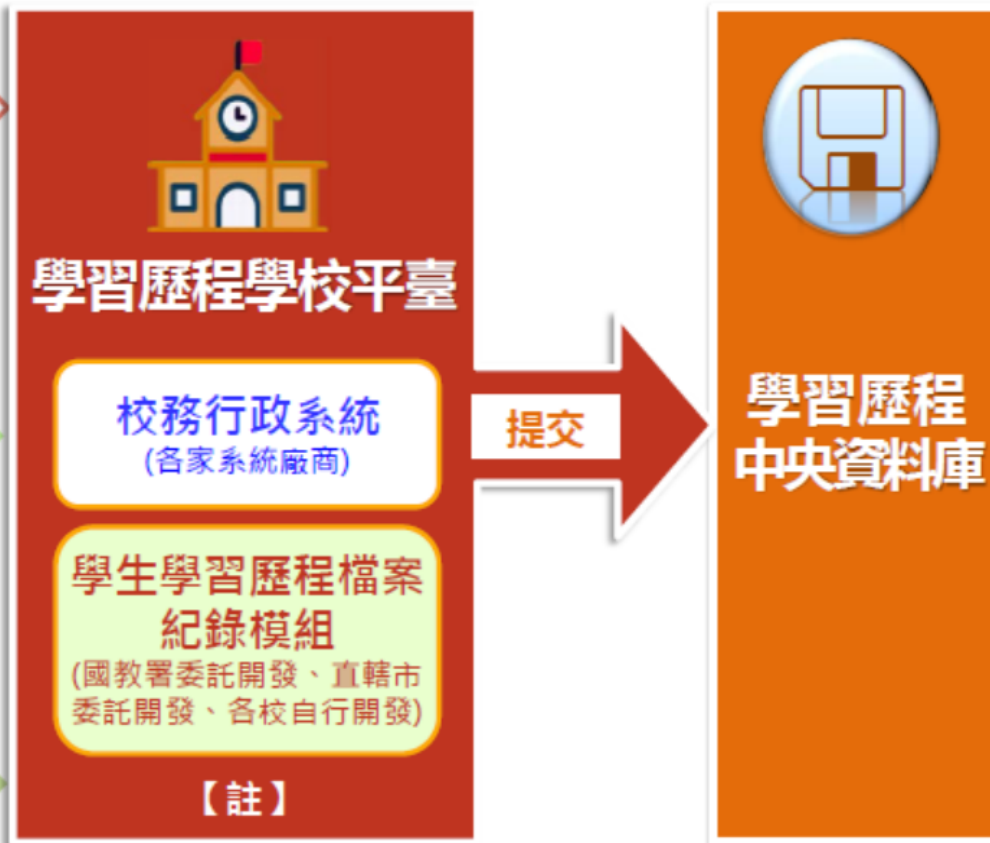 學習歷程學校平臺
校務行政系統
(各家系統廠商)
學生學習歷程檔案
紀錄模組
(國教署委託開發、直轄市
委託開發、各校自行開發)
【註】
提交
學習歷程
中央資料庫